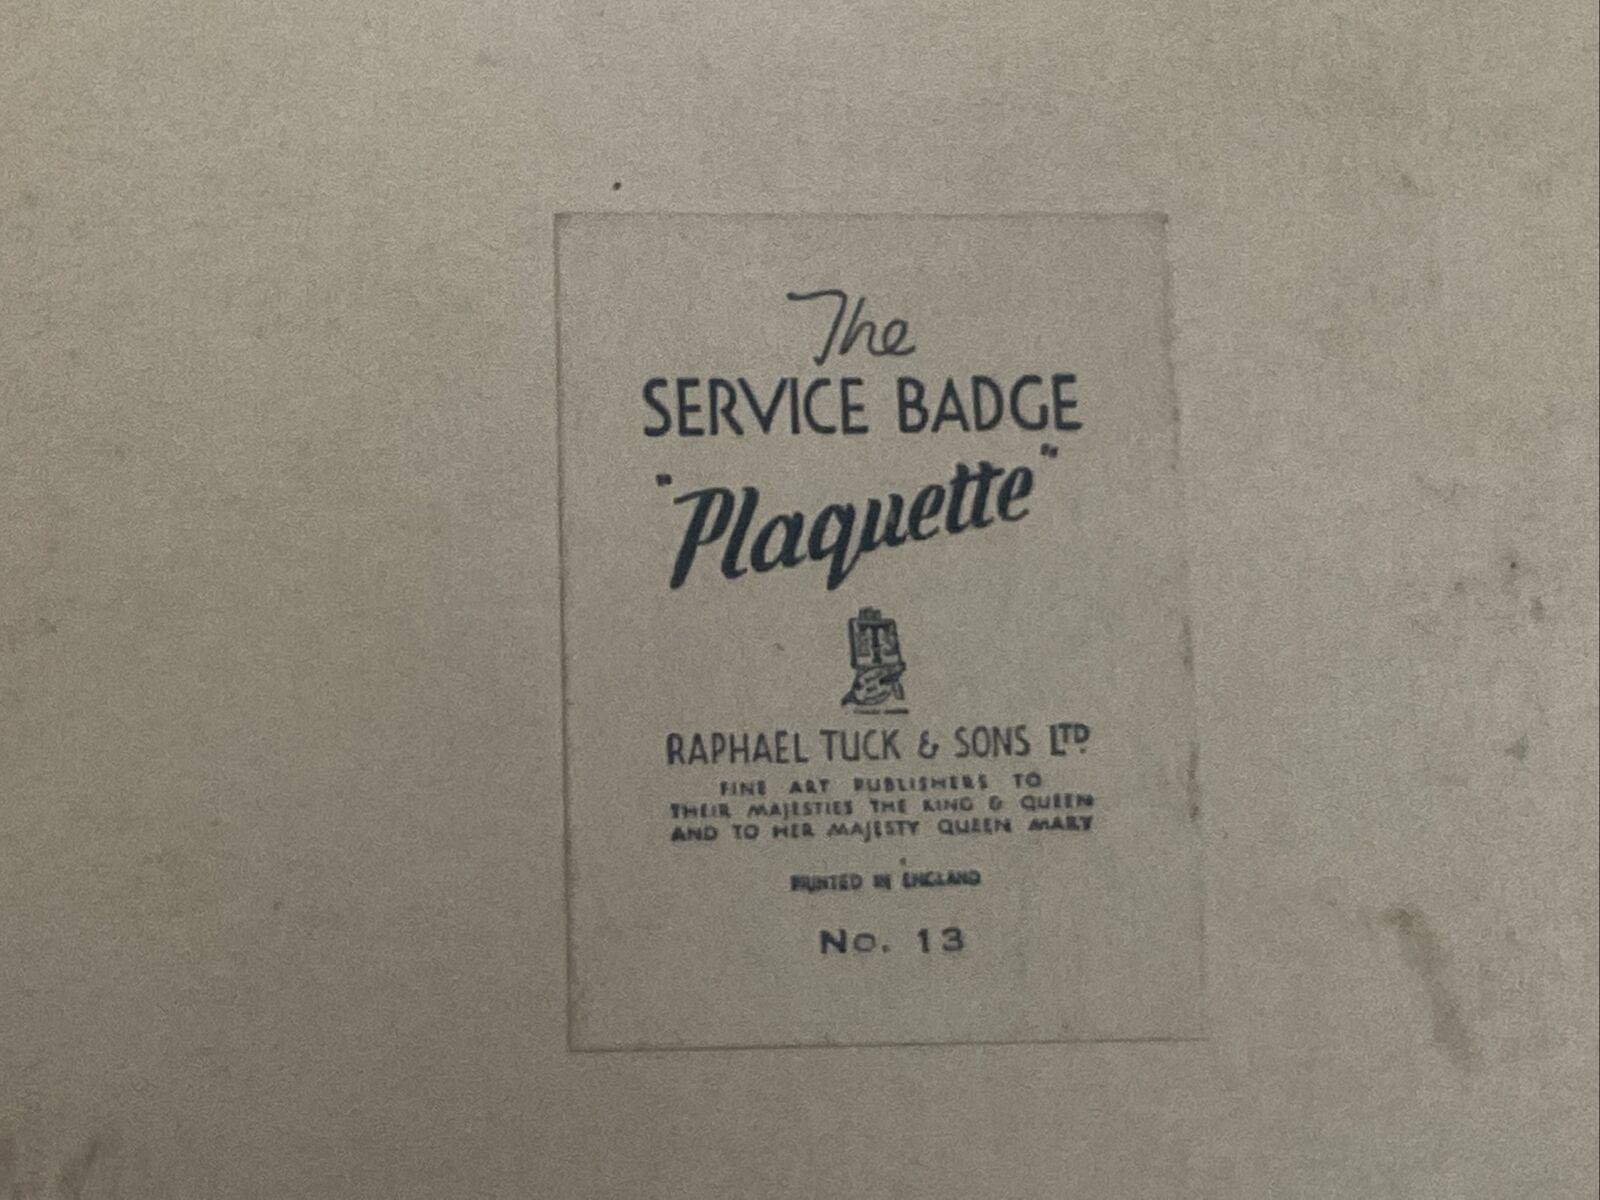 The
SERVICE BADGE
"Plaquette"
RAPHAEL TUCK & SONS LTD.
FINE ART PUBLISHERS TO
THEIR MAJESTIES THE KING & QUEEN
AND TO HER MAJESTY QUEEN MARY
PRINTED IN ENGLAND
No. 13